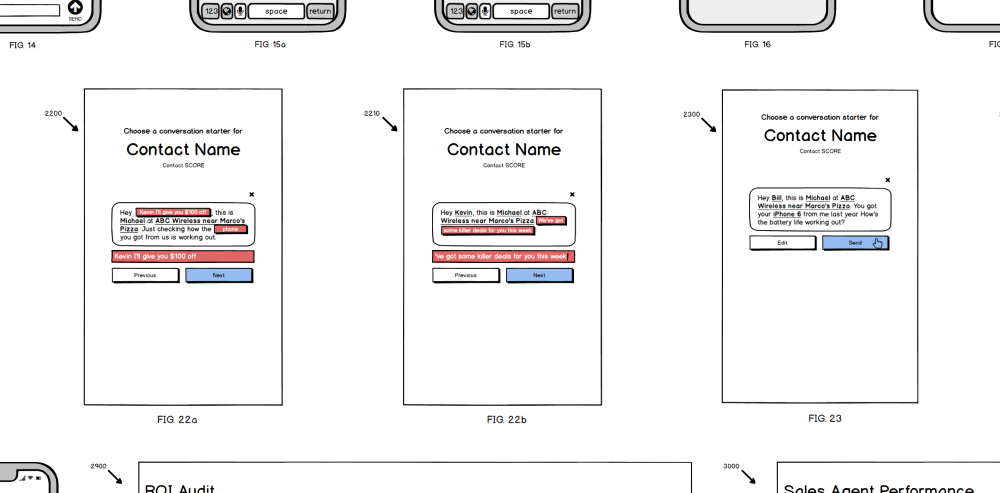 SEND
123
space
return
123
space
return
FIG. 14
FIG. 15a
FIG. 15b
FIG. 16
2200
Choose a conversation starter for
Contact Name
Contact SCORE
×
Hey Kevin I'll give you $100 off, this is
Michael at ABC Wireless near Marco's
Pizza. Just checking how the phone
you got from us is working out.
Kevin I'll give you $100 off
Previous
Next
FIG. 22a
2210
Choose a conversation starter for
Contact Name
Contact SCORE
×
Hey Kevin, this is Michael at ABC
Wireless near Marco's Pizza. We've got
some killer deals for you this week
've got some killer deals for you this week
Previous
Next
FIG. 22b
2300
Choose a conversation starter for
Contact Name
Contact SCORE
×
Hey Bill, this is Michael at ABC
Wireless near Marco's Pizza. You got
your iPhone 6 from me last year How's
the battery life working out?
Edit
Send
FIG. 23
2900
ROI Audit
3000
Sales Agent Performance